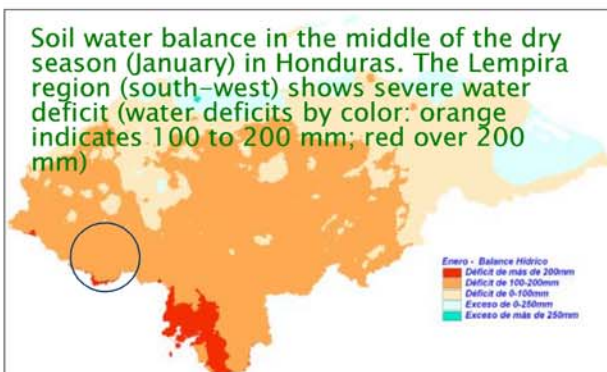 Soil water balance in the middle of the dry
season (January) in Honduras. The Lempira
region (south-west) shows severe water
deficit (water deficits by color: orange
indicates 100 to 200 mm; red over 200
mm)
Enero - Balance Hídrico
Déficit de más de 200mm
Déficit de 100-200mm
Déficit de 0-100mm
Exceso de 0-250mm
Exceso de más de 250mm